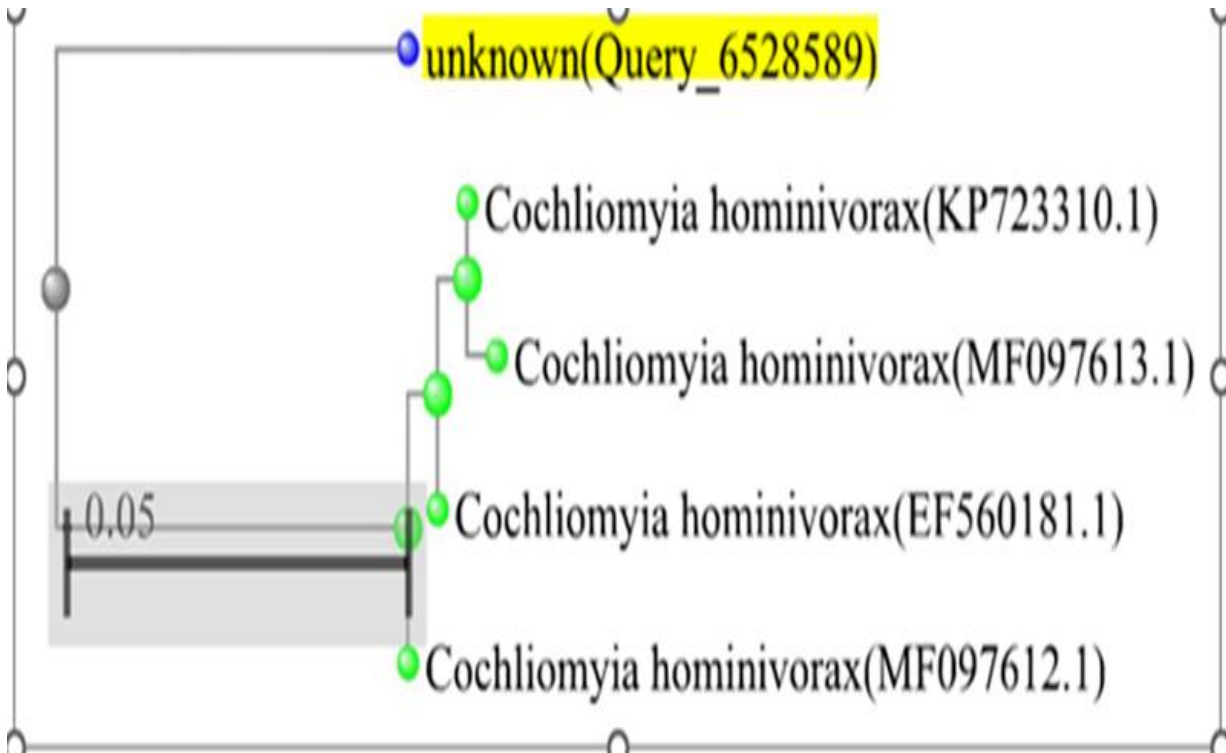 unknown(Query_6528589)
Cochliomyia hominivorax(KP723310.1)
Cochliomyia hominivorax(MF097613.1)
0.05
Cochliomyia hominivorax(EF560181.1)
Cochliomyia hominivorax(MF097612.1)